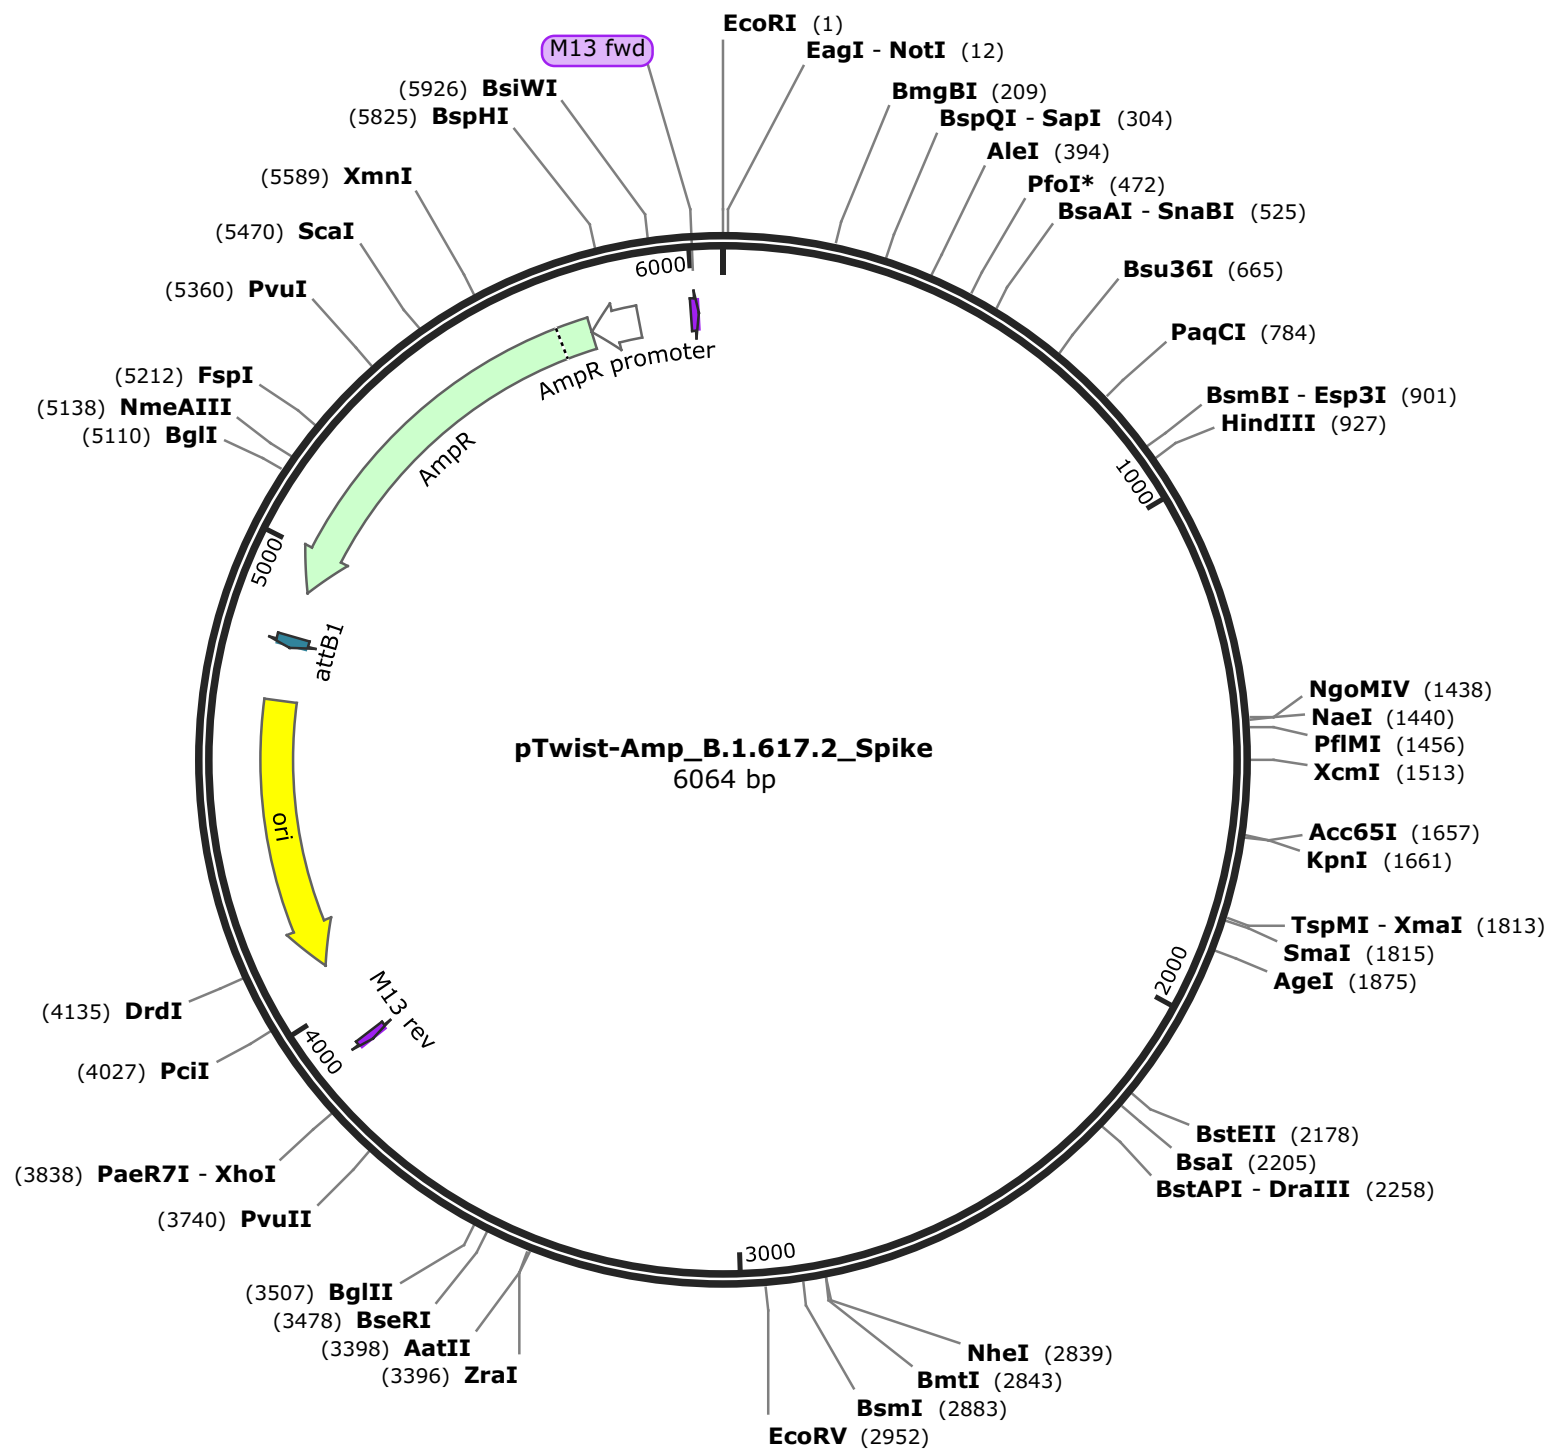 EcoRI (1)
EagI - NotI (12)
BmgBI (209)
BspQI - SapI (304)
AleI (394)
PfoI* (472)
BsaAI - SnaBI (525)
Bsu36I (665)
PaqCI (784)
BsmBI - Esp3I (901)
HindIII (927)
1000
NgoMIV (1438)
NaeI (1440)
PflMI (1456)
XcmI (1513)
Acc65I (1657)
KpnI (1661)
TspMI - XmaI (1813)
SmaI (1815)
AgeI (1875)
2000
BstEII (2178)
BsaI (2205)
BstAPI - DraIII (2258)
NheI (2839)
BmtI (2843)
BsmI (2883)
EcoRV (2952)
3000
(3396) ZraI
(3398) AatII
(3478) BseRI
(3507) BglII
(3740) PvuII
(3838) PaeR7I - XhoI
4000
(4027) PciI
(4135) DrdI
M13 rev
ori
attB1
5000
(5110) BglI
(5138) NmeAIII
(5212) FspI
(5360) PvuI
(5470) ScaI
(5589) XmnI
(5825) BspHI
(5926) BsiWI
M13 fwd
6000
AmpR promoter
AmpR
pTwist-Amp_B.1.617.2_Spike
6064 bp